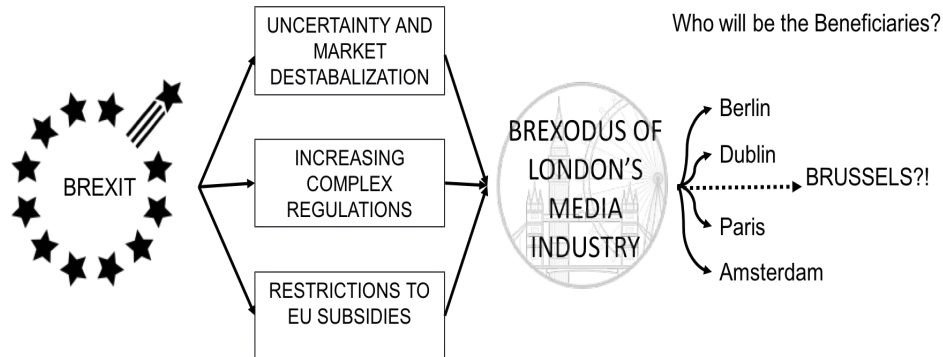 Who will be the Beneficiaries?
BREXIT
UNCERTAINTY AND
MARKET
DESTABALIZATION
INCREASING
COMPLEX
REGULATIONS
RESTRICTIONS TO
EU SUBSIDIES
BREXODUS OF
LONDON'S
MEDIA
INDUSTRY
Berlin
Dublin
BRUSSELS?!
Paris
Amsterdam